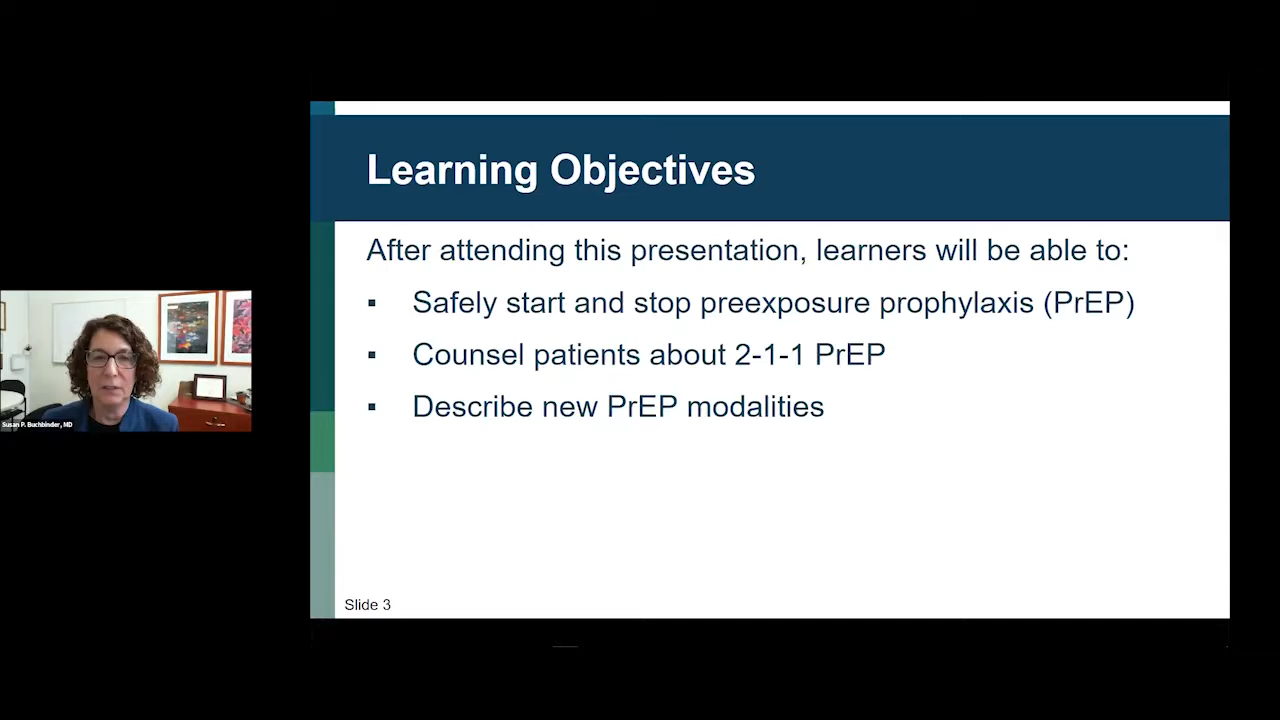 Learning Objectives
After attending this presentation, learners will be able to:
▪ Safely start and stop preexposure prophylaxis (PrEP)
▪ Counsel patients about 2-1-1 PrEP
▪ Describe new PrEP modalities
Slide 3
Susan P. Buchbinder, MD